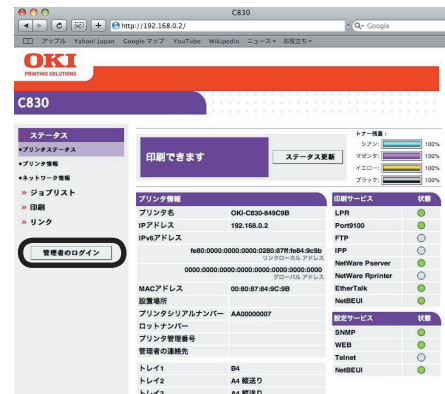 C830
http://192.168.0.2/
Google
アップル Yahoo! Japan Google マップ YouTube Wikipedia ニュース お役立ち
OKI
PRINTING SOLUTIONS
C830
ステータス
プリンタステータス
プリンタ情報
ネットワーク情報
» ジョブリスト
» 印刷
» リンク
管理者のログイン
印刷できます
ステータス更新
トナー残量：
シアン: 100%
マゼンタ: 100%
イエロー: 100%
ブラック: 100%
プリンタ情報
プリンタ名 OKI-C830-849C9B
IPアドレス 192.168.0.2
IPv6アドレス
fe80:0000:0000:0000:0280:87ff:fe84:9c9b
リンクローカル アドレス
0000:0000:0000:0000:0000:0000:0000:0000
グローバル アドレス
MACアドレス 00:80:87:84:9C:9B
設置場所
プリンタシリアルナンバー AA00000007
ロットナンバー
プリンタ管理番号
管理者の連絡先
トレイ1 B4
トレイ2 A4 縦送り
トレイ3 A4 縦送り
印刷サービス 状態
LPR
Port9100
FTP
IPP
NetWare Pserver
NetWare Rprinter
EtherTalk
NetBEUI
設定サービス 状態
SNMP
WEB
Telnet
NetBEUI